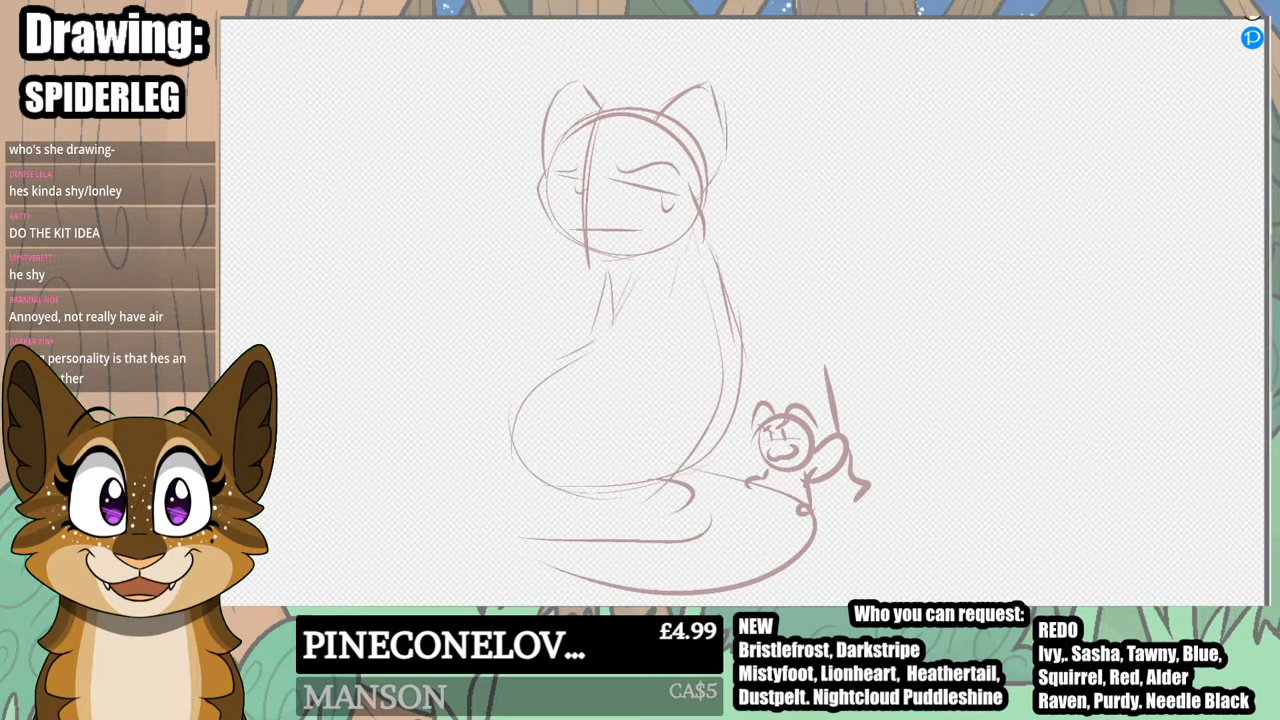 Drawing:
SPIDERLEG
who's she drawing-
DENISE LELA
hes kinda shy/lonley
DO THE KIT IDEA
he shy
Annoyed, not really have air
personality is that hes an
PINECONELOV...
£4.99
MANSON
CA$5
Who you can request:
NEW
Bristlefrost, Darkstripe
Mistyfoot, Lionheart, Heathertail,
Dustpelt. Nightcloud Puddleshine
REDO
Ivy,. Sasha, Tawny, Blue,
Squirrel, Red, Alder
Raven, Purdy. Needle Black